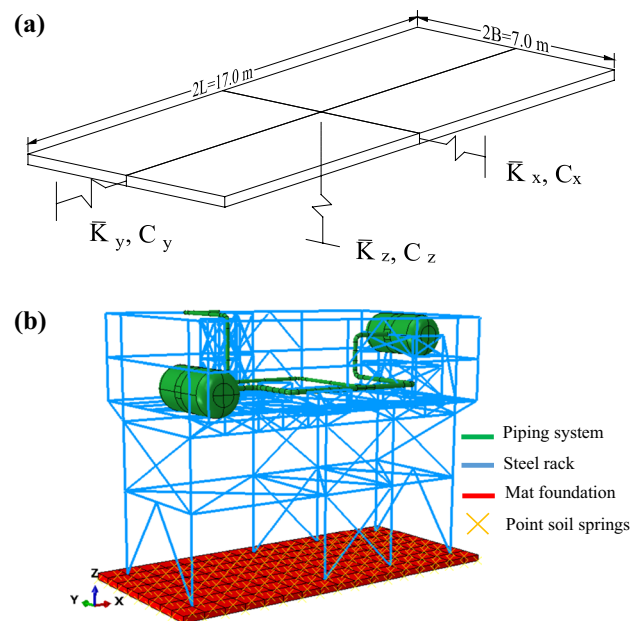 (a)
2L=17.0 m
2B=7.0 m
K̅ x, Cx
K̅ y, C y
K̅ z, C z
(b)
Piping system
Steel rack
Mat foundation
Point soil springs
Z
Y
X